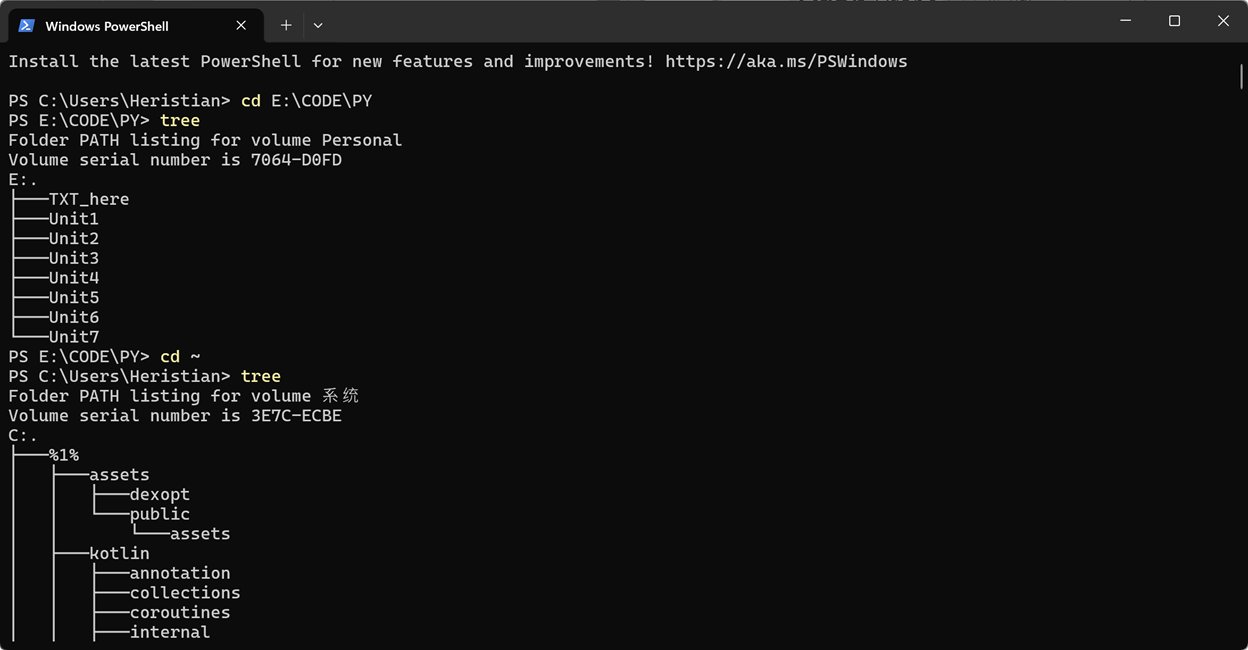 Windows PowerShell
Install the latest PowerShell for new features and improvements! https://aka.ms/PSWindows
PS C:\Users\Heristian> cd E:\CODE\PY
PS E:\CODE\PY> tree
Folder PATH listing for volume Personal
Volume serial number is 7064-D0FD
E:.
├───TXT_here
├───Unit1
├───Unit2
├───Unit3
├───Unit4
├───Unit5
├───Unit6
└───Unit7
PS E:\CODE\PY> cd ~
PS C:\Users\Heristian> tree
Folder PATH listing for volume 系统
Volume serial number is 3E7C-ECBE
C:.
├───%1%
│   ├───assets
│   │   ├───dexopt
│   │   └───public
│   │       └───assets
│   ├───kotlin
│   │   ├───annotation
│   │   ├───collections
│   │   ├───coroutines
│   │   ├───internal